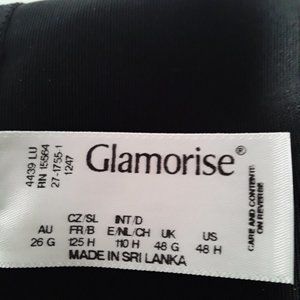 4439 LU
RN 15564
27-1755-1
1247
Glamorise®
CARE AND CONTENT
ON REVERSE
CZ/SL INT/D
AU FR/B E/NL/CH UK US
26 G 125 H 110 H 48 G 48 H
MADE IN SRI LANKA